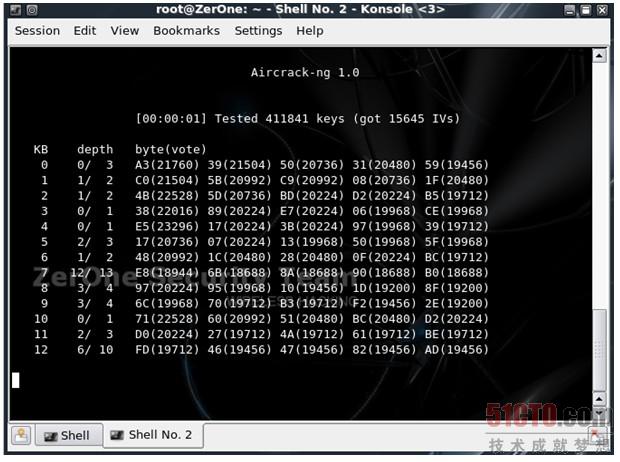 root@ZerOne: ~ - Shell No. 2 - Konsole <3>
Session Edit View Bookmarks Settings Help
Aircrack-ng 1.0
[00:00:01] Tested 411841 keys (got 15645 IVs)
KB depth byte(vote)
0 0/ 3 A3(21760) 39(21504) 50(20736) 31(20480) 59(19456)
1 1/ 2 C0(21504) 5B(20992) C9(20992) 08(20736) 1F(20480)
2 1/ 2 4B(22528) 5D(20736) BD(20224) D2(20224) B5(19712)
3 0/ 1 38(22016) 89(20224) E7(20224) 06(19968) CE(19968)
4 0/ 1 E5(23296) 17(20224) 3B(20224) 97(19968) 39(19712)
5 2/ 3 17(20736) 07(20224) 13(19968) 50(19968) 5F(19968)
6 1/ 2 48(20992) 1C(20480) 28(20480) 0F(20224) BC(19712)
7 12/ 13 (18944) 6B(18688) 8A(18688) 90(18688) B0(18688)
8 3/ 4 97(20224) 01(19968) 10(19456) 1D(19200) 8F(19200)
9 3/ 4 6C(19968) 70(19712) B3(19712) F2(19456) 2E(19200)
10 0/ 1 71(22528) 60(20992) 51(20480) BC(20480) D2(20224)
11 2/ 3 D0(20224) 27(19712) 4A(19712) 61(19712) BE(19712)
12 6/ 10 FD(19712) 46(19456) 47(19456) 82(19456) AD(19456)
ZerOne Security Team
Shell Shell No. 2
51CTO.com
技术成就梦想